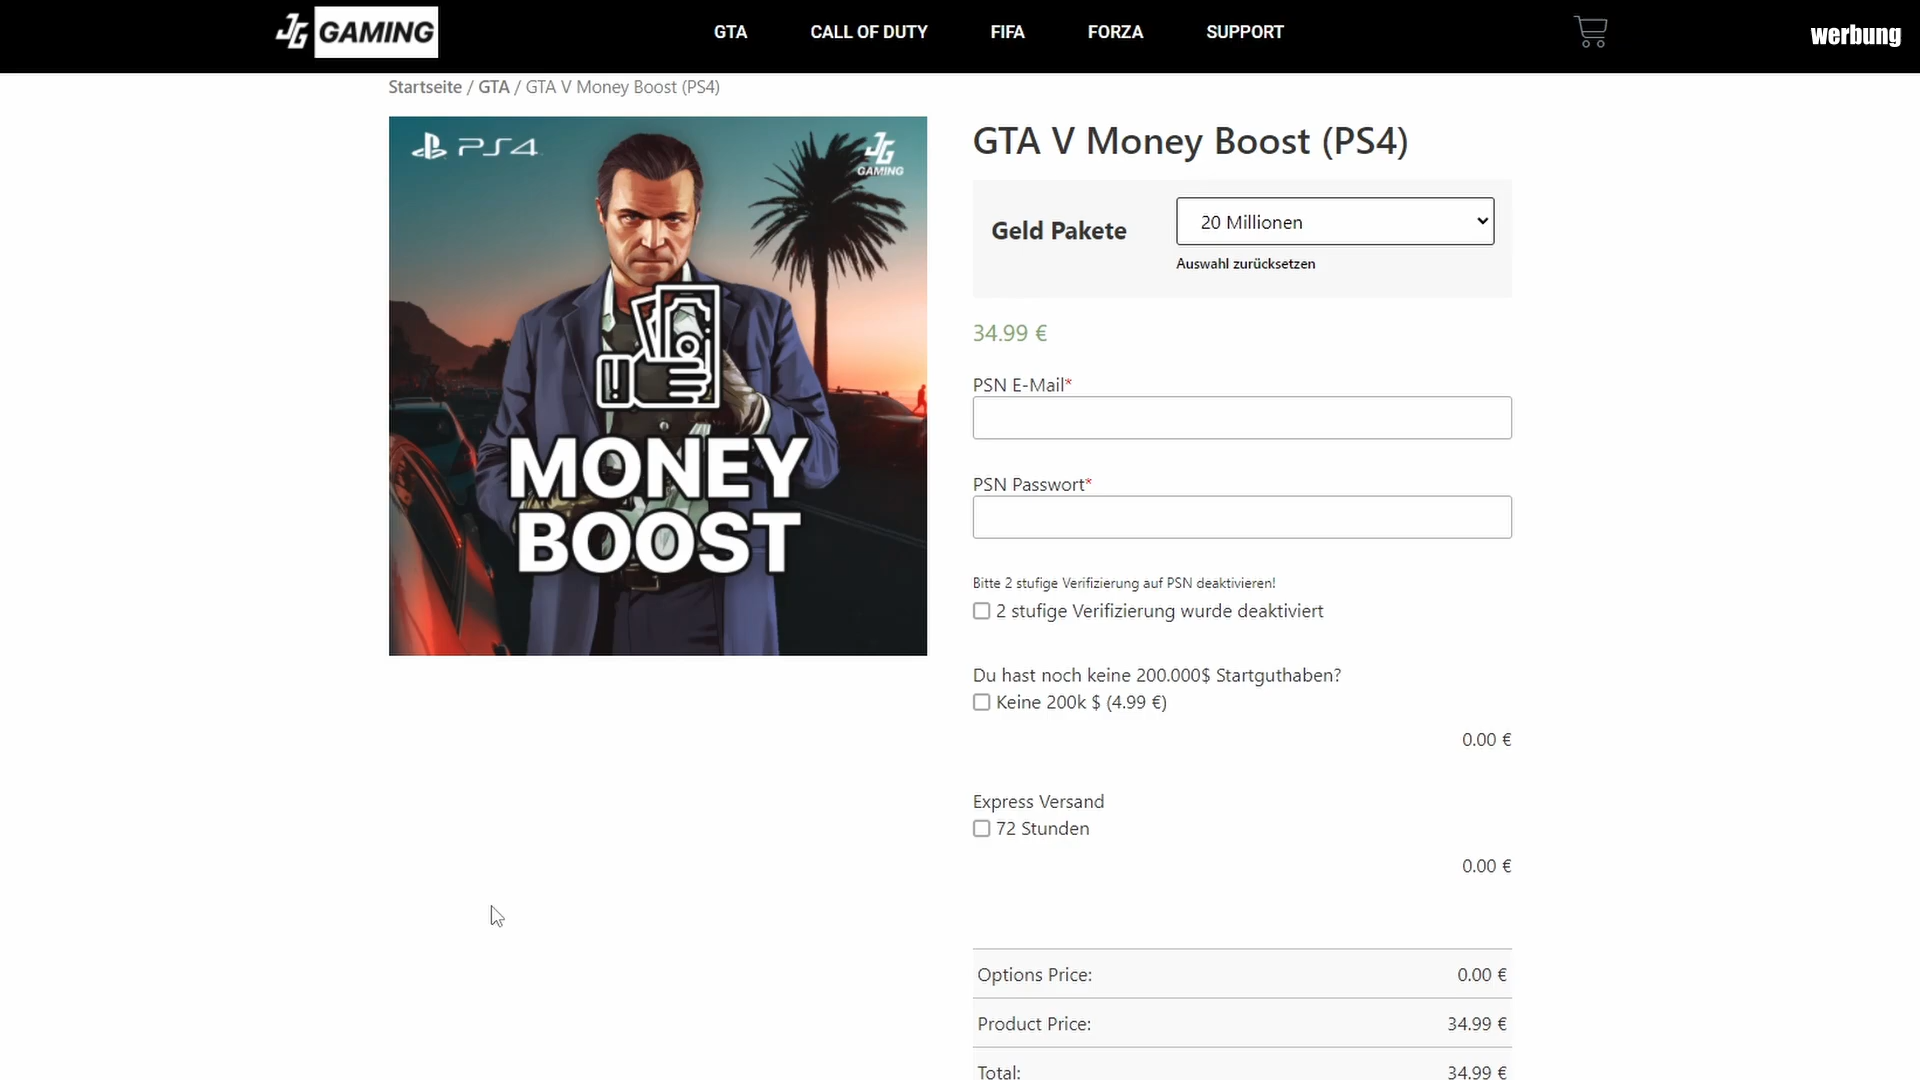 JG GAMING
GTA
CALL OF DUTY
FIFA
FORZA
SUPPORT
werbung
Startseite / GTA / GTA V Money Boost (PS4)
PS4
JG
GAMING
MONEY
BOOST
GTA V Money Boost (PS4)
Geld Pakete
20 Millionen
Auswahl zurücksetzen
34.99 €
PSN E-Mail*
PSN Passwort*
Bitte 2 stufige Verifizierung auf PSN deaktivieren!
2 stufige Verifizierung wurde deaktiviert
Du hast noch keine 200.000$ Startguthaben?
Keine 200k $ (4.99 €)
0.00 €
Express Versand
72 Stunden
0.00 €
Options Price: 0.00 €
Product Price: 34.99 €
Total: 34.99 €